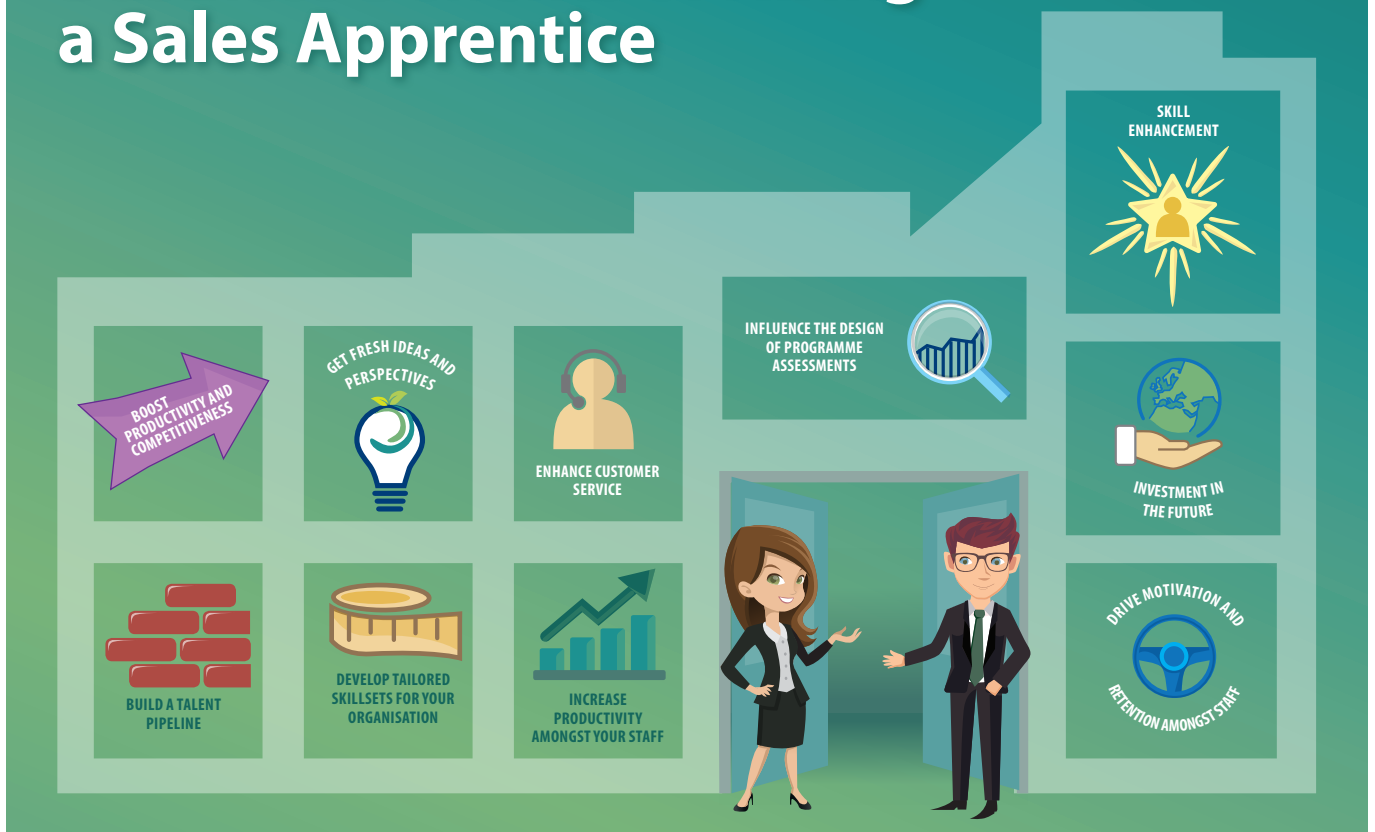 a Sales Apprentice
SKILL
ENHANCEMENT
BOOST
PRODUCTIVITY AND
COMPETITIVENESS
GET FRESH IDEAS AND
PERSPECTIVES
ENHANCE CUSTOMER
SERVICE
INFLUENCE THE DESIGN
OF PROGRAMME
ASSESSMENTS
INVESTMENT IN
THE FUTURE
BUILD A TALENT
PIPELINE
DEVELOP TAILORED
SKILLSETS FOR YOUR
ORGANISATION
INCREASE
PRODUCTIVITY
AMONGST YOUR STAFF
DRIVE MOTIVATION AND
RETENTION AMONGST STAFF